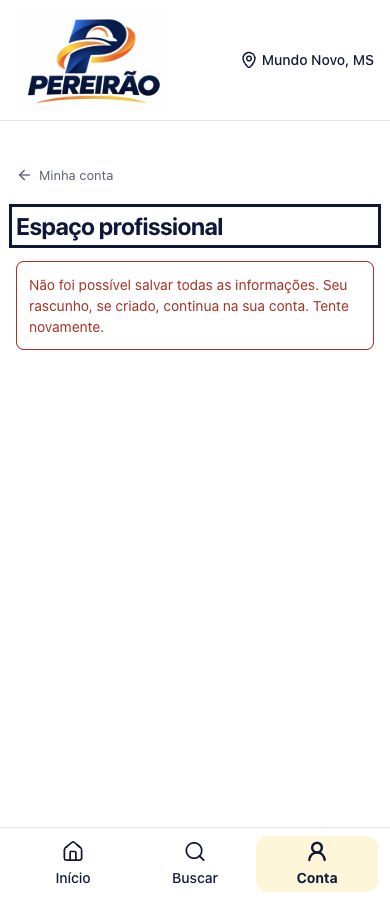 PEREIRÃO
Mundo Novo, MS
Minha conta
Espaço profissional
Não foi possível salvar todas as informações. Seu
rascunho, se criado, continua na sua conta. Tente
novamente.
Início
Buscar
Conta